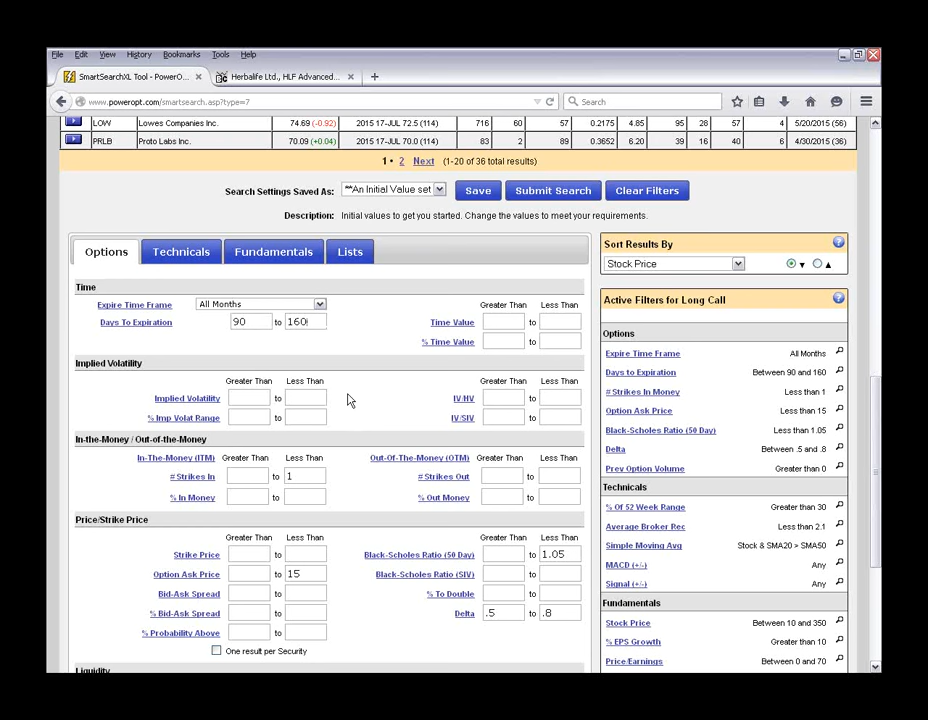 File Edit View History Bookmarks Tools Help
SmartSearchXL Tool - PowerO... × Herbalife Ltd., HLF Advanced... × +
www.poweropt.com/smartsearch.asp?type=7 Search
LOW Lowes Companies Inc. 74.69 (-0.92) 2015 17-JUL 72.5 (114) 716 60 57 0.2175 4.85 95 28 57 4 5/20/2015 (56)
PRLB Proto Labs Inc. 70.09 (+0.04) 2015 17-JUL 70.0 (114) 83 2 89 0.3652 6.20 39 16 40 6 4/30/2015 (36)
1 • 2 Next (1-20 of 36 total results)
Search Settings Saved As: **An Initial Value set Save Submit Search Clear Filters
Description: Initial values to get you started. Change the values to meet your requirements.
Options Technicals Fundamentals Lists
Time
Expire Time Frame All Months Greater Than Less Than
Days To Expiration 90 to 160 Time Value to
% Time Value to
Implied Volatility
Greater Than Less Than Greater Than Less Than
Implied Volatility to IV/HV to
% Imp Volat Range to IV/SIV to
In-the-Money / Out-of-the-Money
In-The-Money (ITM) Greater Than Less Than Out-Of-The-Money (OTM) Greater Than Less Than
# Strikes In to 1 # Strikes Out to
% In Money to % Out Money to
Price/Strike Price
Greater Than Less Than Greater Than Less Than
Strike Price to Black-Scholes Ratio (50 Day) to 1.05
Option Ask Price to 15 Black-Scholes Ratio (SIV) to
Bid-Ask Spread to % To Double to
% Bid-Ask Spread to Delta .5 to .8
% Probability Above to
One result per Security
Liquidity
Sort Results By ?
Stock Price ▼ ▲
Active Filters for Long Call ?
Options
Expire Time Frame All Months
Days to Expiration Between 90 and 160
# Strikes In Money Less than 1
Option Ask Price Less than 15
Black-Scholes Ratio (50 Day) Less than 1.05
Delta Between .5 and .8
Prev Option Volume Greater than 0
Technicals
% Of 52 Week Range Greater than 30
Average Broker Rec Less than 2.1
Simple Moving Avg Stock & SMA20 > SMA50
MACD (+/-) Any
Signal (+/-) Any
Fundamentals
Stock Price Between 10 and 350
% EPS Growth Greater than 10
Price/Earnings Between 0 and 70